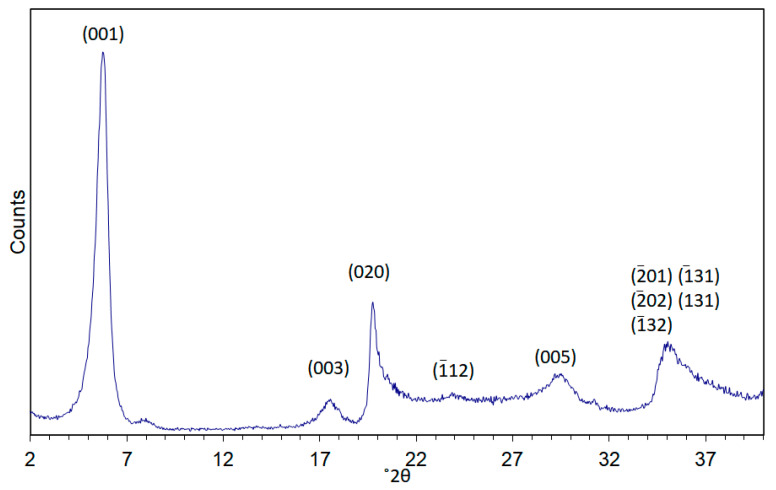 (001)
(020)
(2̅01) (1̅31)
(2̅02) (131)
(1̅32)
(003)
(1̅12)
(005)
Counts
2 7 12 17 22 27 32 37
˚2θ